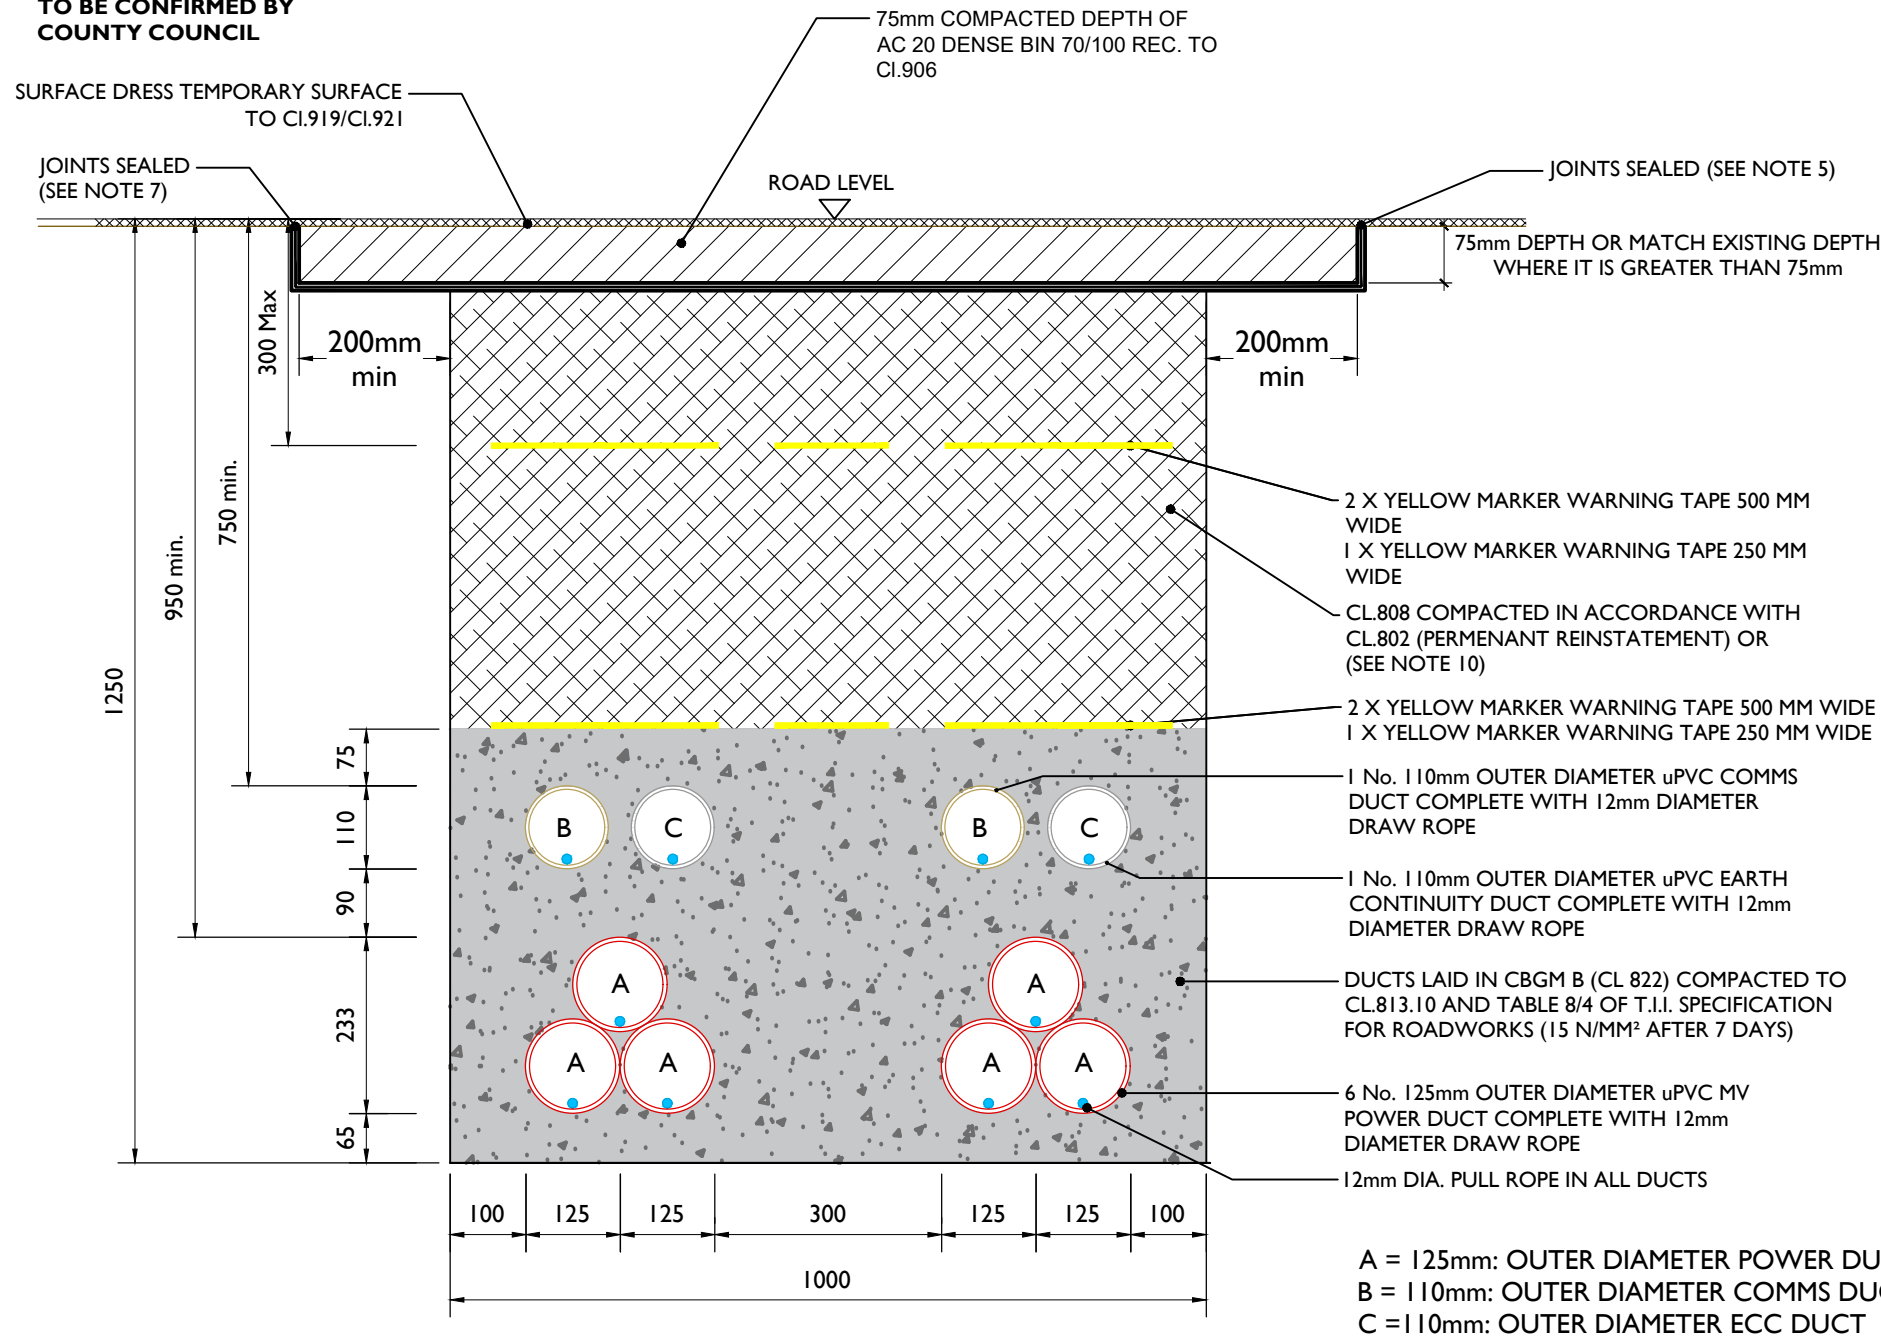 TO BE CONFIRMED BY
COUNTY COUNCIL
75mm COMPACTED DEPTH OF
AC 20 DENSE BIN 70/100 REC. TO
Cl.906
SURFACE DRESS TEMPORARY SURFACE
TO Cl.919/Cl.921
JOINTS SEALED
(SEE NOTE 7)
ROAD LEVEL
JOINTS SEALED (SEE NOTE 5)
75mm DEPTH OR MATCH EXISTING DEPTH
WHERE IT IS GREATER THAN 75mm
300 Max
200mm
min
200mm
min
750 min.
950 min.
1250
2 X YELLOW MARKER WARNING TAPE 500 MM
WIDE
1 X YELLOW MARKER WARNING TAPE 250 MM
WIDE
CL.808 COMPACTED IN ACCORDANCE WITH
CL.802 (PERMENANT REINSTATEMENT) OR
(SEE NOTE 10)
2 X YELLOW MARKER WARNING TAPE 500 MM WIDE
1 X YELLOW MARKER WARNING TAPE 250 MM WIDE
75
110
90
233
65
B
C
B
C
1 No. 110mm OUTER DIAMETER uPVC COMMS
DUCT COMPLETE WITH 12mm DIAMETER
DRAW ROPE
1 No. 110mm OUTER DIAMETER uPVC EARTH
CONTINUITY DUCT COMPLETE WITH 12mm
DIAMETER DRAW ROPE
A
A
A
A
A
A
DUCTS LAID IN CBGM B (CL 822) COMPACTED TO
CL.813.10 AND TABLE 8/4 OF T.I.I. SPECIFICATION
FOR ROADWORKS (15 N/MM² AFTER 7 DAYS)
6 No. 125mm OUTER DIAMETER uPVC MV
POWER DUCT COMPLETE WITH 12mm
DIAMETER DRAW ROPE
12mm DIA. PULL ROPE IN ALL DUCTS
100
125
125
300
125
125
100
1000
A = 125mm: OUTER DIAMETER POWER DU
B = 110mm: OUTER DIAMETER COMMS DU
C =110mm: OUTER DIAMETER ECC DUCT